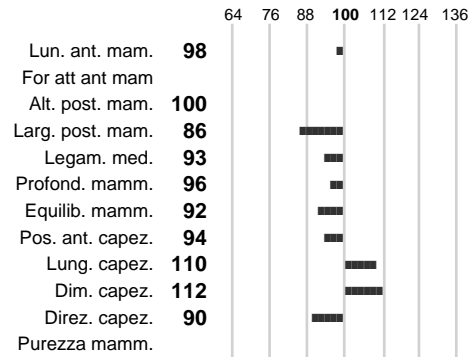 64 76 88 100 112 124 136
Lun. ant. mam. 98
For att ant mam
Alt. post. mam. 100
Larg. post. mam. 86
Legam. med. 93
Profond. mamm. 96
Equilib. mamm. 92
Pos. ant. capez. 94
Lung. capez. 110
Dim. capez. 112
Direz. capez. 90
Purezza mamm.